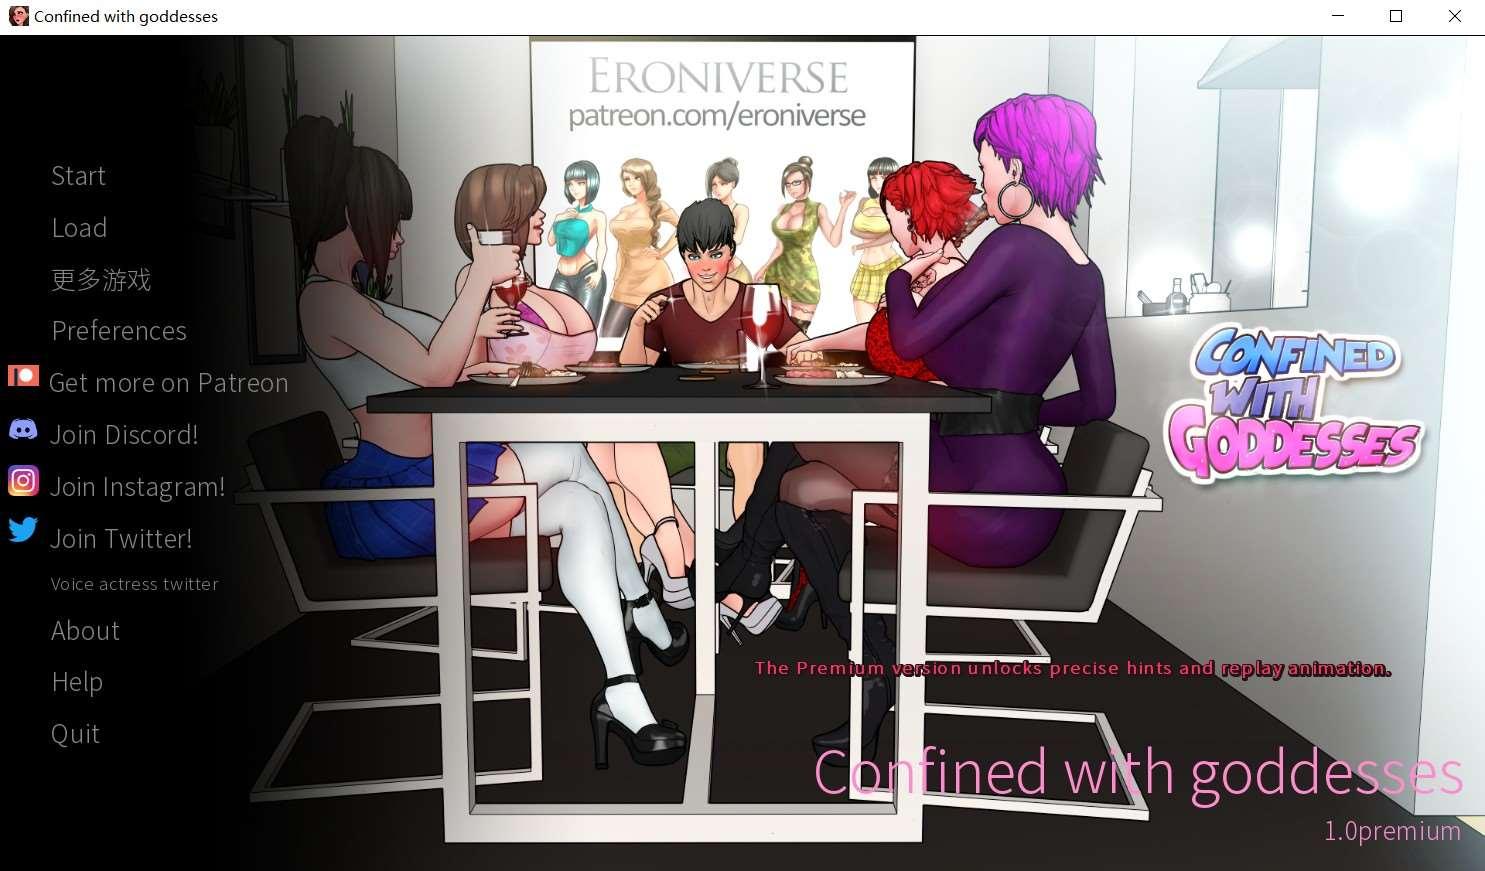 Confined with goddesses
ERONIVERSE
patreon.com/eroniverse
Start
Load
更多游戏
Preferences
Get more on Patreon
Join Discord!
Join Instagram!
Join Twitter!
Voice actress twitter
About
Help
Quit
CONFINED
WITH
GODDESSES
The Premium version unlocks precise hints and replay animation.
Confined with goddesses
1.0premium